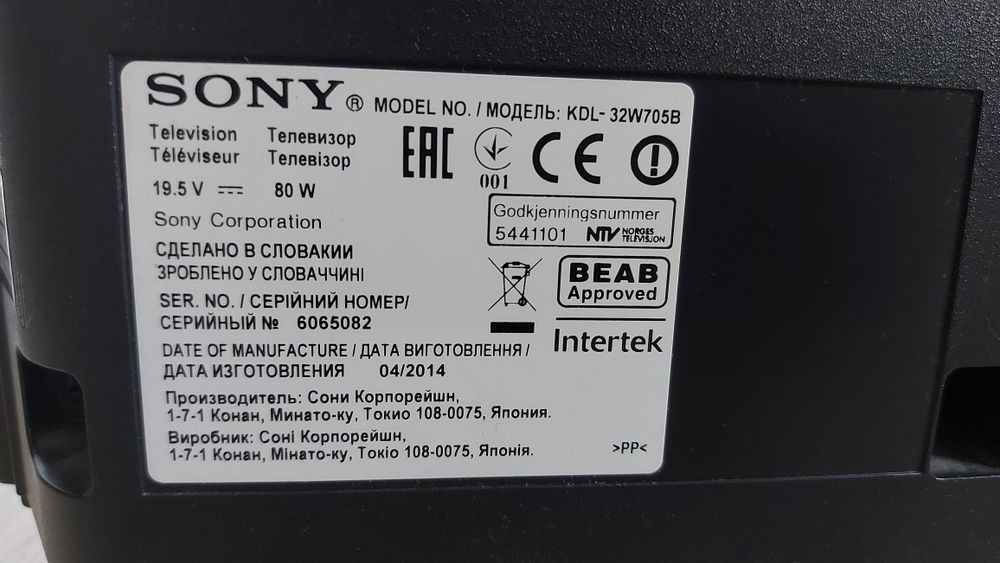 SONY® MODEL NO. / МОДЕЛЬ: KDL- 32W705B
Television Телевизор
Téléviseur Телевізор
19.5 V 80 W
Sony Corporation
СДЕЛАНО В СЛОВАКИИ
ЗРОБЛЕНО У СЛОВАЧЧИНІ
SER. NO. / СЕРІЙНИЙ НОМЕР/
СЕРИЙНЫЙ № 6065082
DATE OF MANUFACTURE / ДАТА ВИГОТОВЛЕННЯ /
ДАТА ИЗГОТОВЛЕНИЯ 04/2014
Производитель: Сони Корпорейшн,
1-7-1 Конан, Минато-ку, Токио 108-0075, Япония.
Виробник: Соні Корпорейшн,
1-7-1 Конан, Мінато-ку, Токіо 108-0075, Японія.
EAC
001
CE
Godkjenningsnummer
5441101 NTV NORGES TELEVISJON
BEAB
Approved
Intertek
>PP<